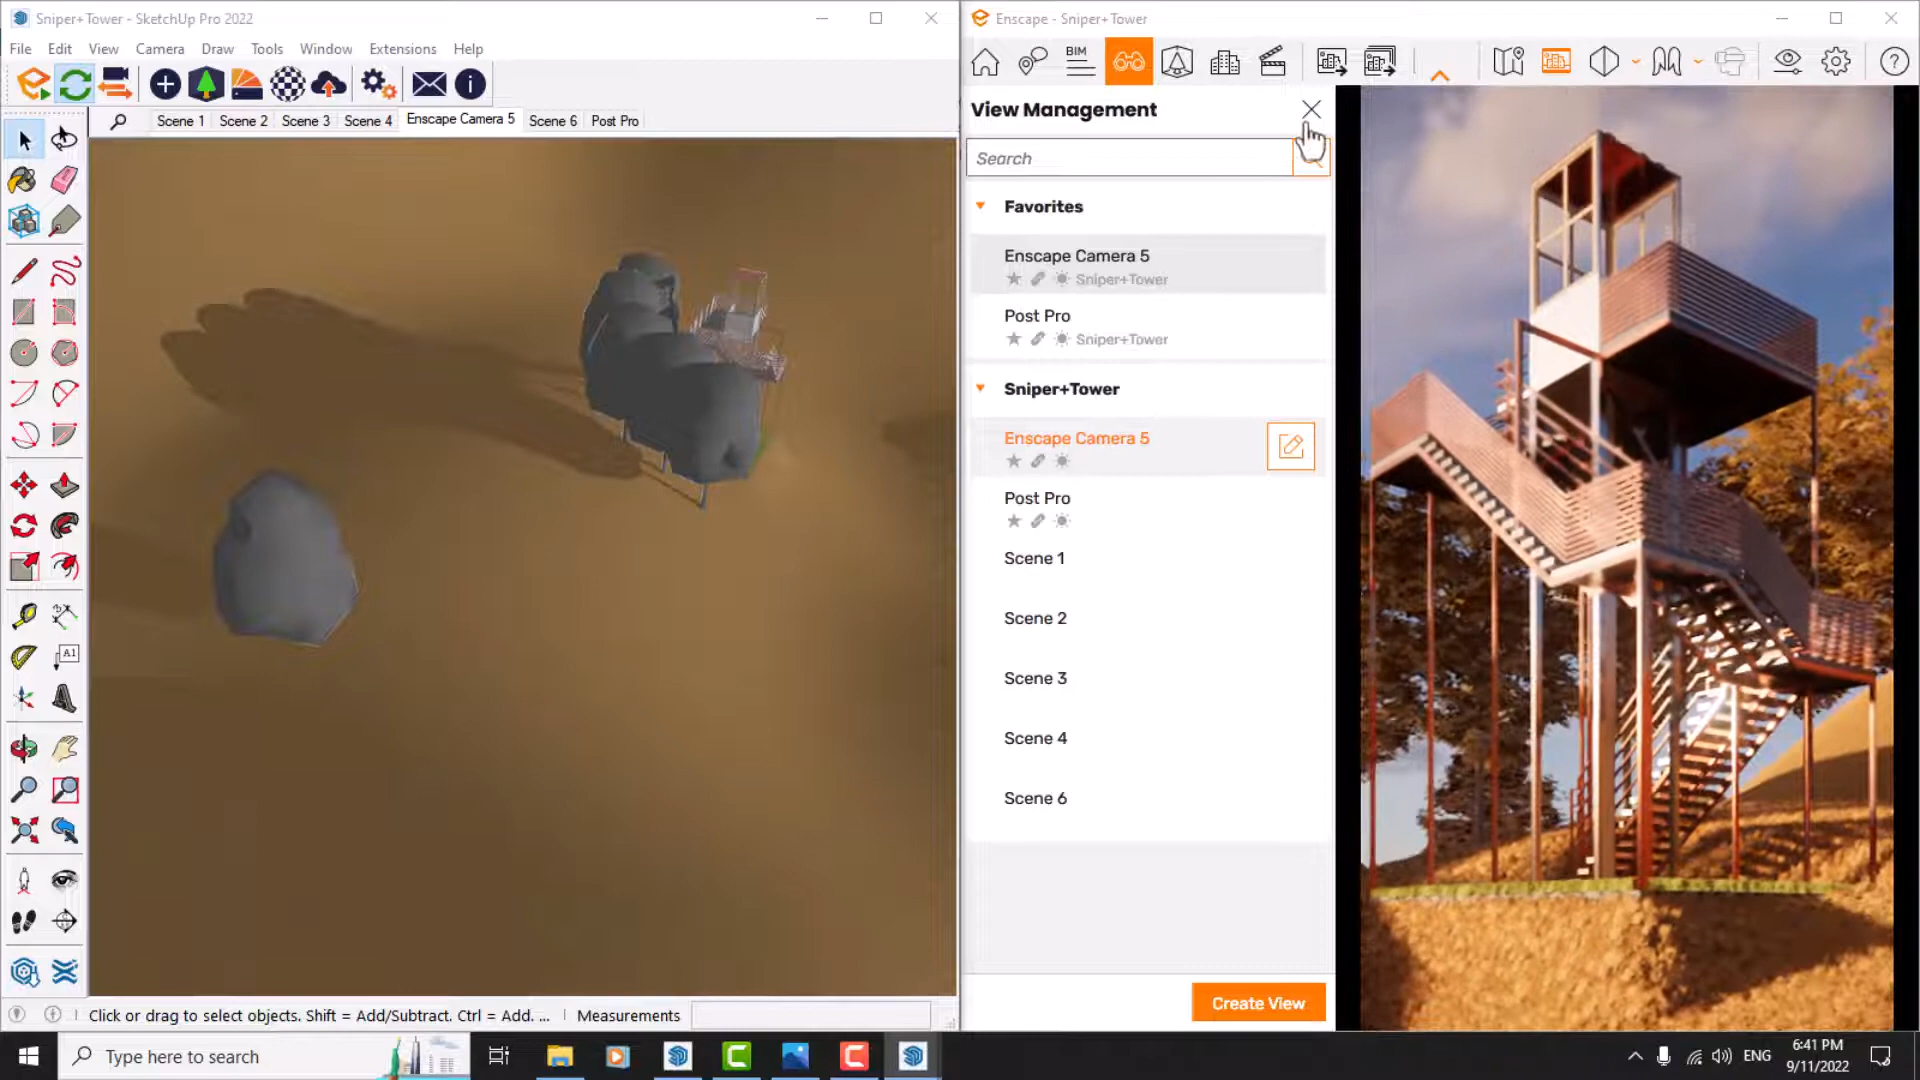 Sniper+Tower - SketchUp Pro 2022
File Edit View Camera Draw Tools Window Extensions Help
Scene 1 Scene 2 Scene 3 Scene 4 Enscape Camera 5 Scene 6 Post Pro
A1
Click or drag to select objects. Shift = Add/Subtract. Ctrl = Add. ... Measurements
Enscape - Sniper+Tower
BIM
View Management
Search
Favorites
Enscape Camera 5
Sniper+Tower
Post Pro
Sniper+Tower
Sniper+Tower
Enscape Camera 5
Post Pro
Scene 1
Scene 2
Scene 3
Scene 4
Scene 6
Create View
Type here to search
ENG
6:41 PM
9/11/2022